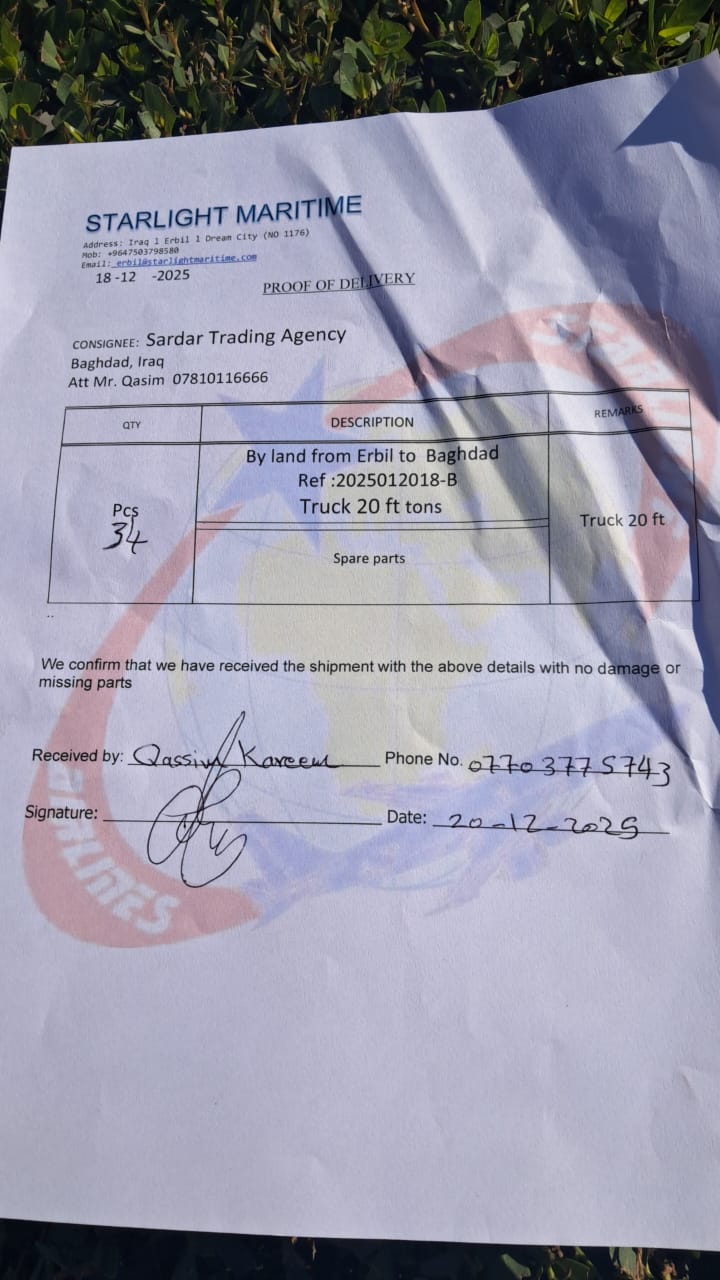 STARLIGHT MARITIME
Address: Iraq 1 Erbil 1 Dream City (NO 1176)
Mob: +9647503798580
Email: erbil@starlightmaritime.com
18-12 -2025
PROOF OF DELIVERY
CONSIGNEE: Sardar Trading Agency
Baghdad, Iraq
Att Mr. Qasim 07810116666
QTY DESCRIPTION REMARKS
By land from Erbil to Baghdad
Ref :2025012018-B
Truck 20 ft tons
Pcs
34
Truck 20 ft
Spare parts
..
We confirm that we have received the shipment with the above details with no damage or
missing parts
Received by: Qassim Kareem Phone No. 0770 377 5743
Signature: Date: 20-12-2025
AIRLINES